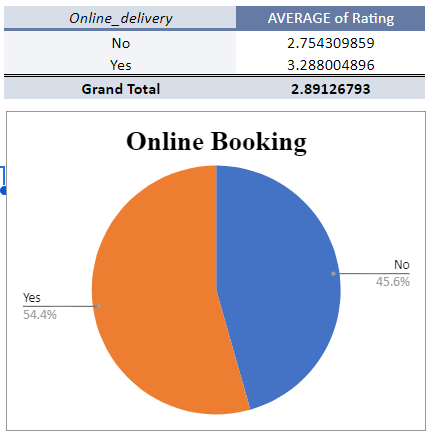 Online_delivery AVERAGE of Rating
No 2.754309859
Yes 3.288004896
Grand Total 2.89126793
Online Booking
No
45.6%
Yes
54.4%